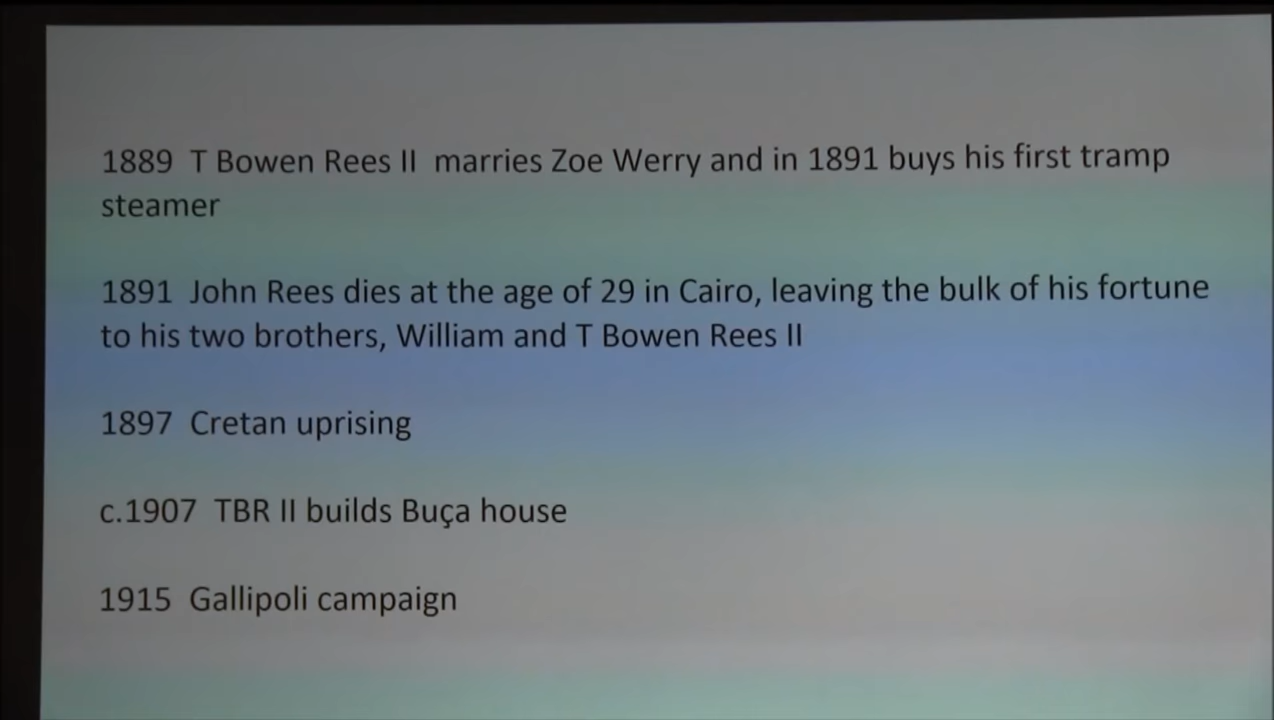 1889  T Bowen Rees II  marries Zoe Werry and in 1891 buys his first tramp
steamer
1891  John Rees dies at the age of 29 in Cairo, leaving the bulk of his fortune
to his two brothers, William and T Bowen Rees II
1897  Cretan uprising
c.1907  TBR II builds Buça house
1915  Gallipoli campaign